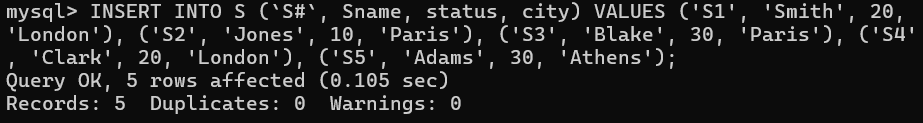 mysql> INSERT INTO S (`S#`, Sname, status, city) VALUES ('S1', 'Smith', 20,
'London'), ('S2', 'Jones', 10, 'Paris'), ('S3', 'Blake', 30, 'Paris'), ('S4'
, 'Clark', 20, 'London'), ('S5', 'Adams', 30, 'Athens');
Query OK, 5 rows affected (0.105 sec)
Records: 5  Duplicates: 0  Warnings: 0